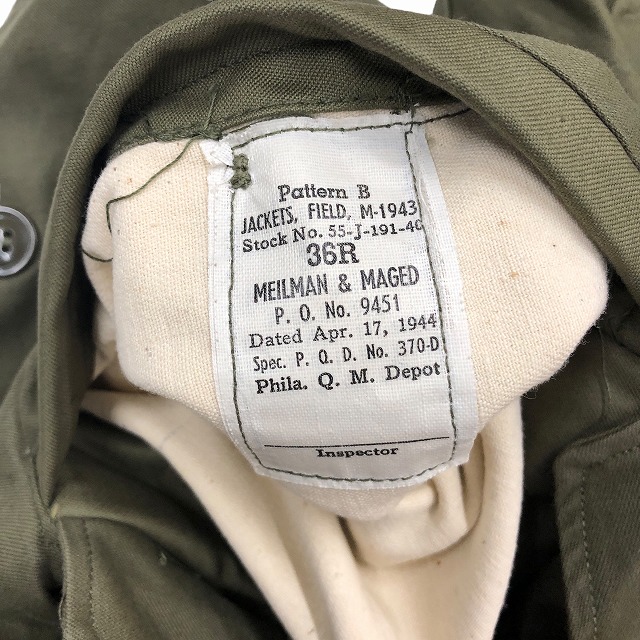 Pattern B
JACKETS, FIELD, M-1943
Stock No. 55-J-191-40
36R
MEILMAN & MAGED
P. O. No. 9451
Dated Apr. 17, 1944
Spec. P. Q. D. No. 370-D
Phila. Q. M. Depot
Inspector